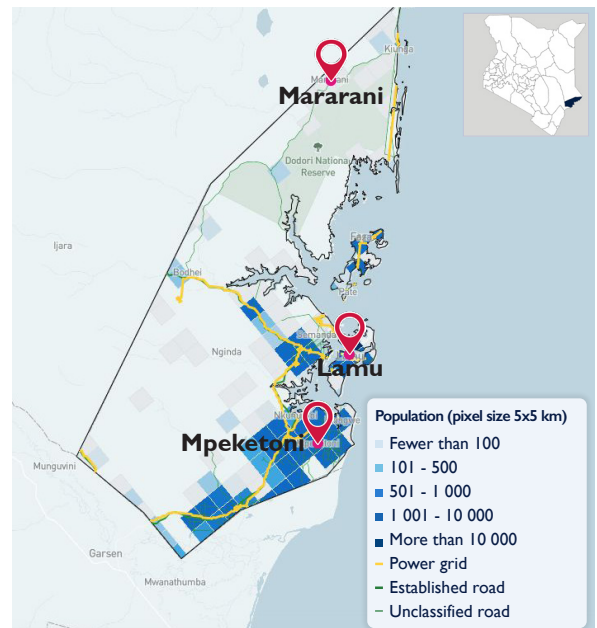 Kiunga
Mararani
Dodori National
Reserve
Ijara
Faza
Bodhei
Pate
Nginda
Lamu
Mpeketoni
Munguvini
Garsen
Mwanathumba
Population (pixel size 5x5 km)
Fewer than 100
101 - 500
501 - 1 000
1 001 - 10 000
More than 10 000
Power grid
Established road
Unclassified road